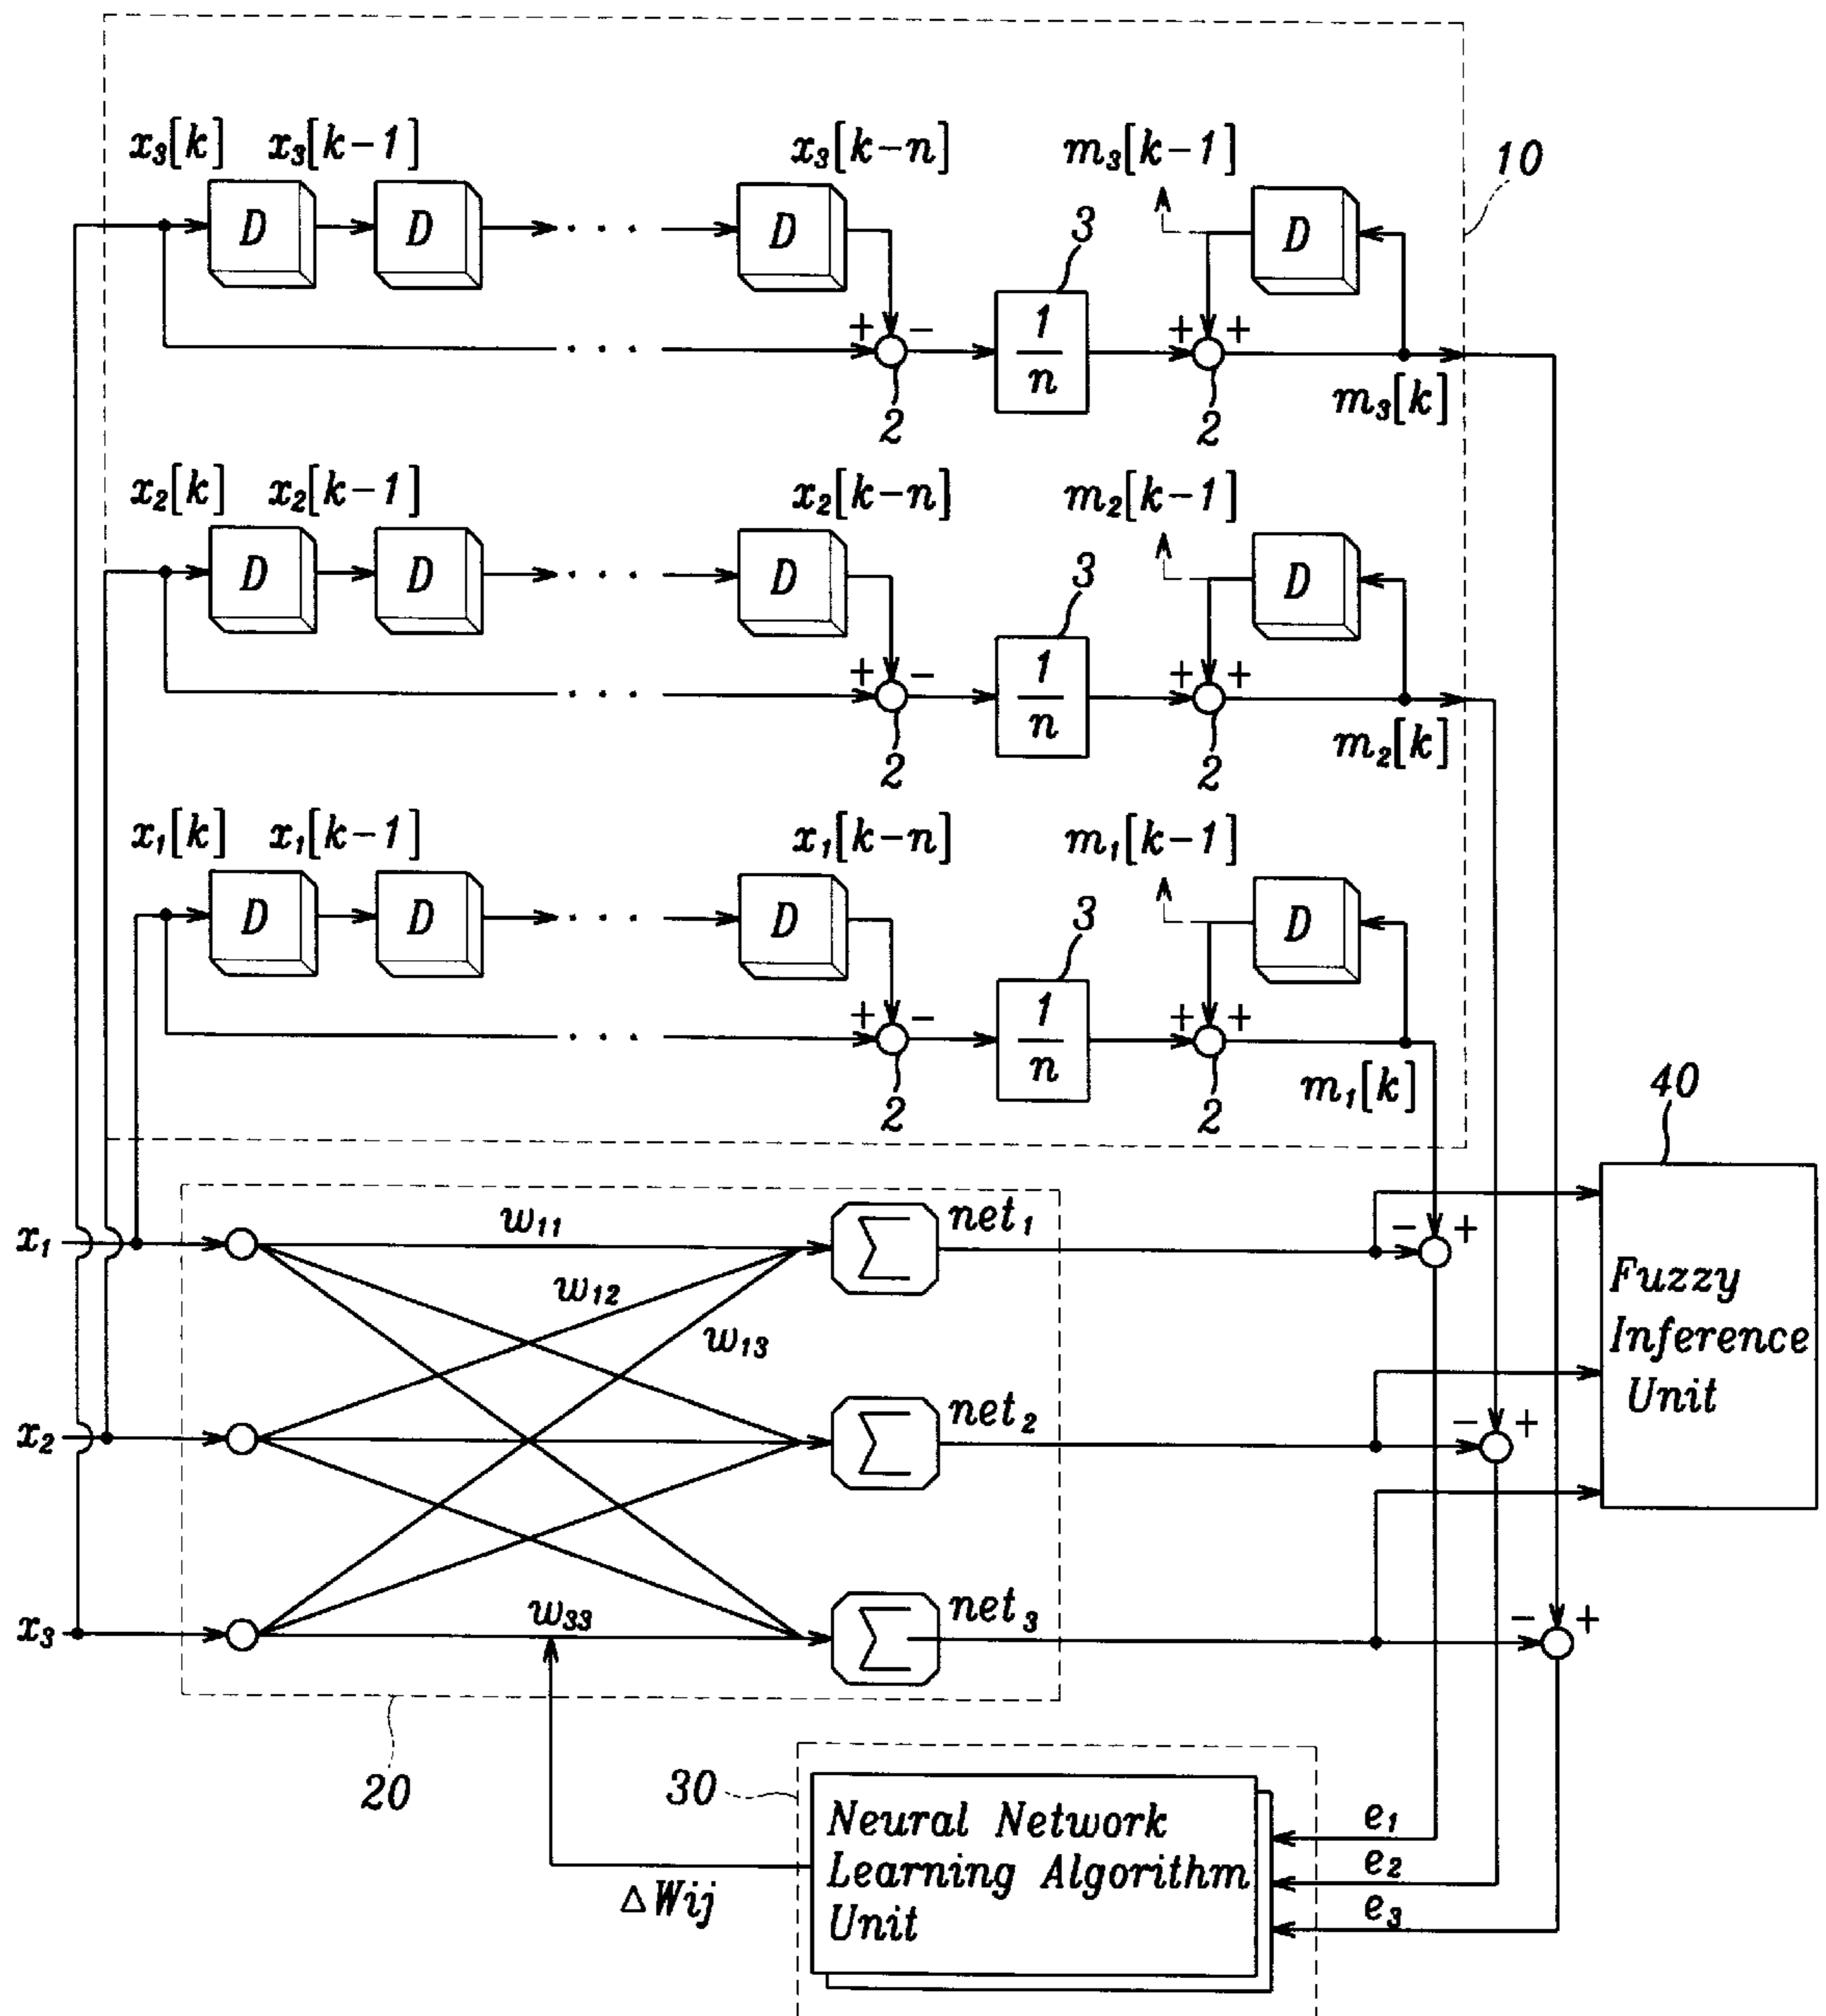 x₃[k] x₃[k-1] x₃[k-n] m₃[k-1] 10
D D . . . D D
3
+ - 1/n + +
. . .
2 2 m₃[k]
x₂[k] x₂[k-1] x₂[k-n] m₂[k-1]
D D . . . D D
3
+ - 1/n + +
. . .
2 2 m₂[k]
x₁[k] x₁[k-1] x₁[k-n] m₁[k-1]
D D . . . D D
3
+ - 1/n + +
. . .
2 2 m₁[k]
40
x₁ w₁₁ Σ net₁ - +
w₁₂
w₁₃
Fuzzy
Inference
Unit
x₂ Σ net₂ - +
x₃ w₃₃ Σ net₃ - +
20
30
Neural Network
Learning Algorithm
Unit
e₁
e₂
e₃
ΔWij